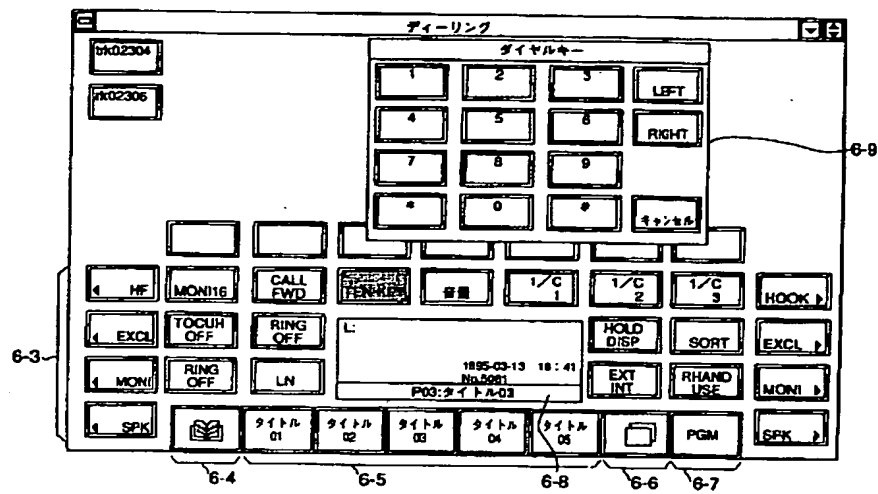 ディーリング
trk02304
rk02306
ダイヤルキー
1 2 3 LEFT
4 5 6 RIGHT
7 8 9
* 0 # キャンセル
6-9
HF MONI16 CALL FWD TEN-KEY 音量 1/C 1 1/C 2 1/C 3 HOOK
EXCL TOCUH OFF RING OFF L: HOLD DISP SORT EXCL
6-3
1995-03-13 18:41
No.5061
MONI RING OFF LN EXT INT RHAND USE MONI
P03:タイトル03
SPK タイトル 01 タイトル 02 タイトル 03 タイトル 04 タイトル 05 PGM SPK
6-4 6-5 6-8 6-6 6-7